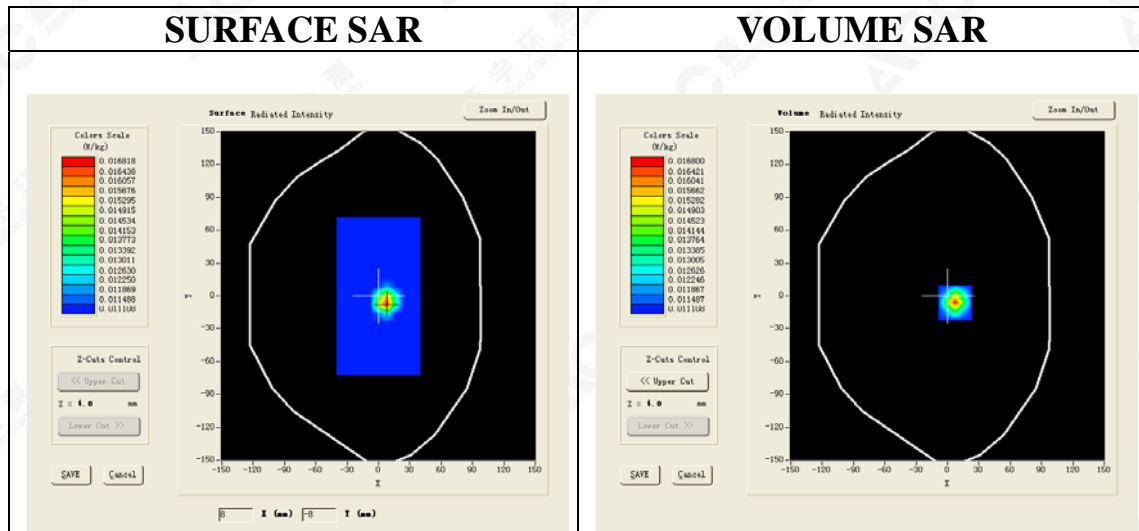 SURFACE SAR
VOLUME SAR
Surface Radiated Intensity
Zoom In/Out
Colors Scale
(W/kg)
0.016818
0.016438
0.016057
0.015676
0.015295
0.014915
0.014534
0.014153
0.013773
0.013392
0.013011
0.012630
0.012250
0.011869
0.011488
0.011108
150
120
90
60
30
0
-30
-60
-90
-120
-150
Y
-150 -120 -90 -60 -30 0 30 60 90 120 150
X
Z-Cuts Control
<< Upper Cut
Z = 4.0 mm
Lower Cut >>
SAVE Cancel
8 X (mm) -8 Y (mm)
Volume Radiated Intensity
Zoom In/Out
Colors Scale
(W/kg)
0.016800
0.016421
0.016041
0.015662
0.015282
0.014903
0.014523
0.014144
0.013764
0.013385
0.013005
0.012626
0.012246
0.011867
0.011487
0.011108
150
120
90
60
30
0
-30
-60
-90
-120
-150
Y
-150 -120 -90 -60 -30 0 30 60 90 120 150
X
Z-Cuts Control
<< Upper Cut
Z = 4.0 mm
Lower Cut >>
SAVE Cancel